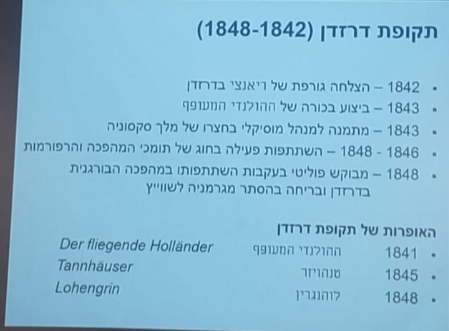 תקופת דרזדן (1848-1842)
• 1842 – הצלחה גורפת של ריאנצי בדרזדן
• 1843 – ביצוע בכורה של ההולנדי המעופף
• 1843 – מתמנה למנהל מוסיקלי בחצרו של מלך סקסוניה
• 1846 - 1848 – השתתפות פעילה בחוג של תומכי המהפכה והרפורמות
• 1848 – מבוקש פוליטי בעקבות השתתפותו במהפכה הבורגנית
בדרזדן ובריחה בהסתר מגרמניה לשווייץ
האופרות של תקופת דרזדן
• 1841 ההולנדי המעופף Der fliegende Holländer
• 1845 טנהויזר Tannhäuser
• 1848 לוהנגרין Lohengrin